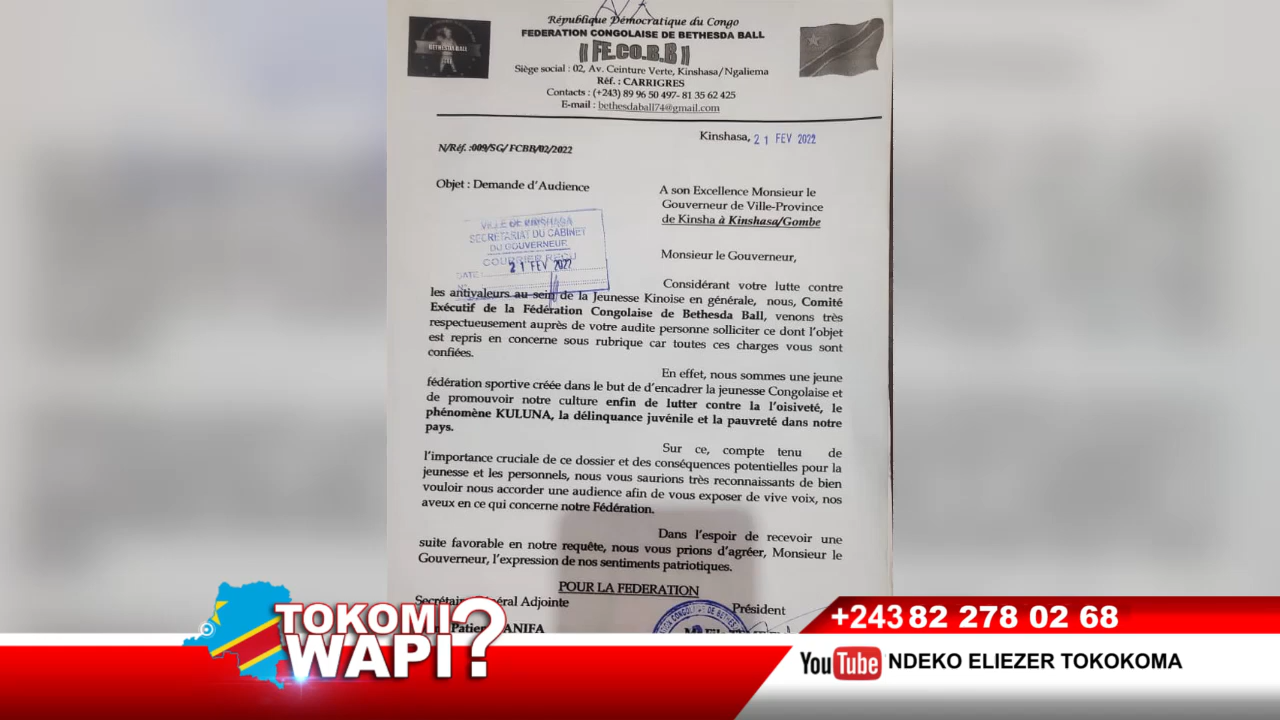 République Démocratique du Congo
FEDERATION CONGOLAISE DE BETHESDA BALL
BETHESDA BALL
(( FE.CO.B.B ))
Siège social : 02, Av. Ceinture Verte, Kinshasa/Ngaliema
Réf. : CARRIGRES
Contacts : (+243) 89 96 50 497- 81 35 62 425
E-mail : bethesdaball74@gmail.com
Kinshasa, 21 FEV 2022
N/Réf. :009/SG/ FCBB/02/2022
Objet : Demande d'Audience
A son Excellence Monsieur le
Gouverneur de Ville-Province
de Kinsha à Kinshasa/Gombe
VILLE DE KINSHASA
SECRETARIAT DU CABINET
DU GOUVERNEUR
COURRIER REÇU
DATE : 21 FEV 2022
N°
Monsieur le Gouverneur,
Considérant votre lutte contre
les antivaleurs au sein de la Jeunesse Kinoise en générale, nous, Comité
Exécutif de la Fédération Congolaise de Bethesda Ball, venons très
respectueusement auprès de votre audite personne solliciter ce dont l'objet
est repris en concerne sous rubrique car toutes ces charges vous sont
confiées.
En effet, nous sommes une jeune
fédération sportive créée dans le but de d'encadrer la jeunesse Congolaise et
de promouvoir notre culture enfin de lutter contre la l'oisiveté, le
phénomène KULUNA, la délinquance juvénile et la pauvreté dans notre
pays.
Sur ce, compte tenu de
l'importance cruciale de ce dossier et des conséquences potentielles pour la
jeunesse et les personnels, nous vous saurions très reconnaissants de bien
vouloir nous accorder une audience afin de vous exposer de vive voix, nos
aveux en ce qui concerne notre Fédération.
Dans l'espoir de recevoir une
suite favorable en notre requête, nous vous prions d'agréer, Monsieur le
Gouverneur, l'expression de nos sentiments patriotiques.
POUR LA FEDERATION
Secrétaire Général Adjointe
Président
TOKOMI
WAPI?
+243 82 278 02 68
YouTube NDEKO ELIEZER TOKOKOMA